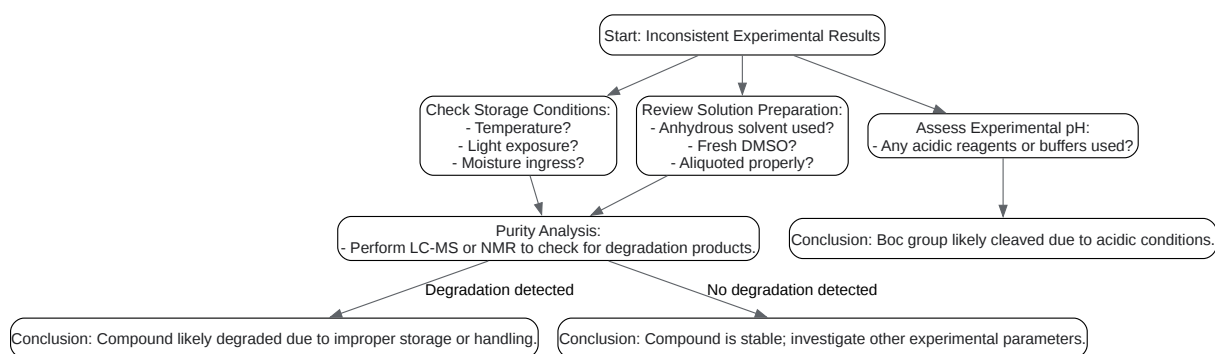 Start: Inconsistent Experimental Results
Check Storage Conditions:
- Temperature?
- Light exposure?
- Moisture ingress?
Review Solution Preparation:
- Anhydrous solvent used?
- Fresh DMSO?
- Aliquoted properly?
Assess Experimental pH:
- Any acidic reagents or buffers used?
Purity Analysis:
- Perform LC-MS or NMR to check for degradation products.
Conclusion: Boc group likely cleaved due to acidic conditions.
Degradation detected
No degradation detected
Conclusion: Compound likely degraded due to improper storage or handling.
Conclusion: Compound is stable; investigate other experimental parameters.